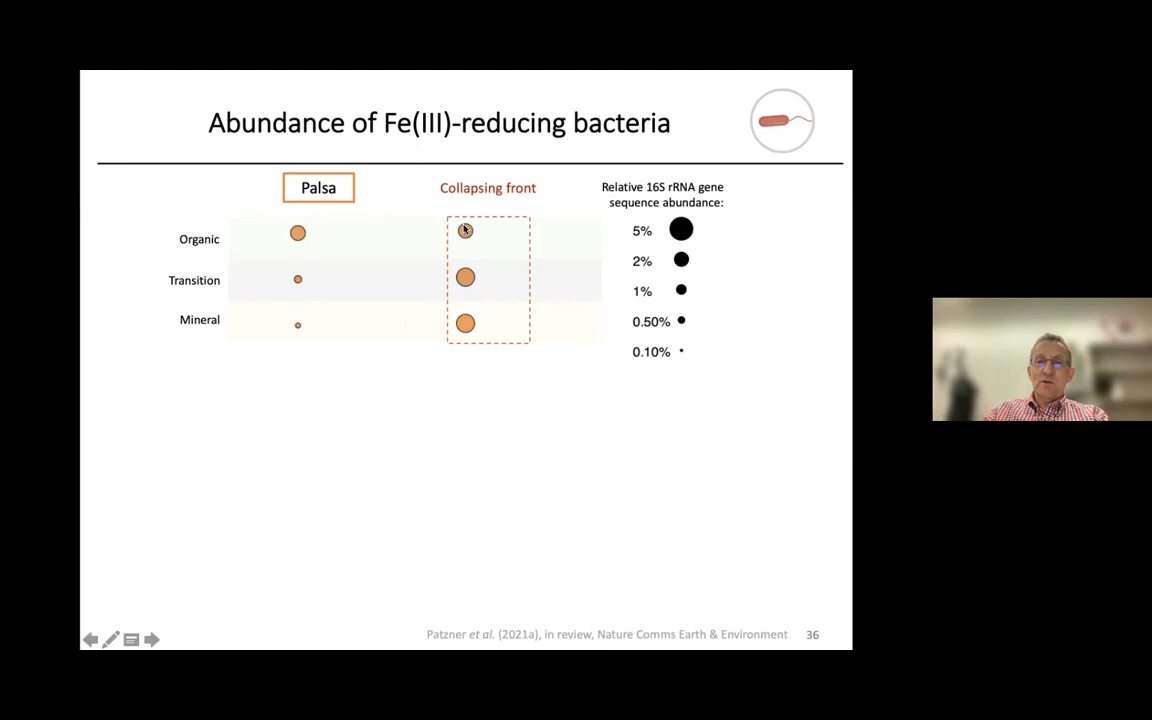 Abundance of Fe(III)-reducing bacteria
Palsa
Collapsing front
Relative 16S rRNA gene
sequence abundance:
Organic
Transition
Mineral
5%
2%
1%
0.50%
0.10%
Patzner et al. (2021a), in review, Nature Comms Earth & Environment
36